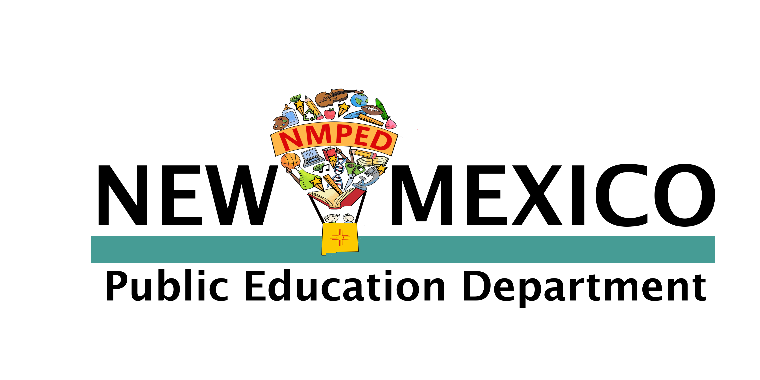 NMPED
NEW MEXICO
Public Education Department